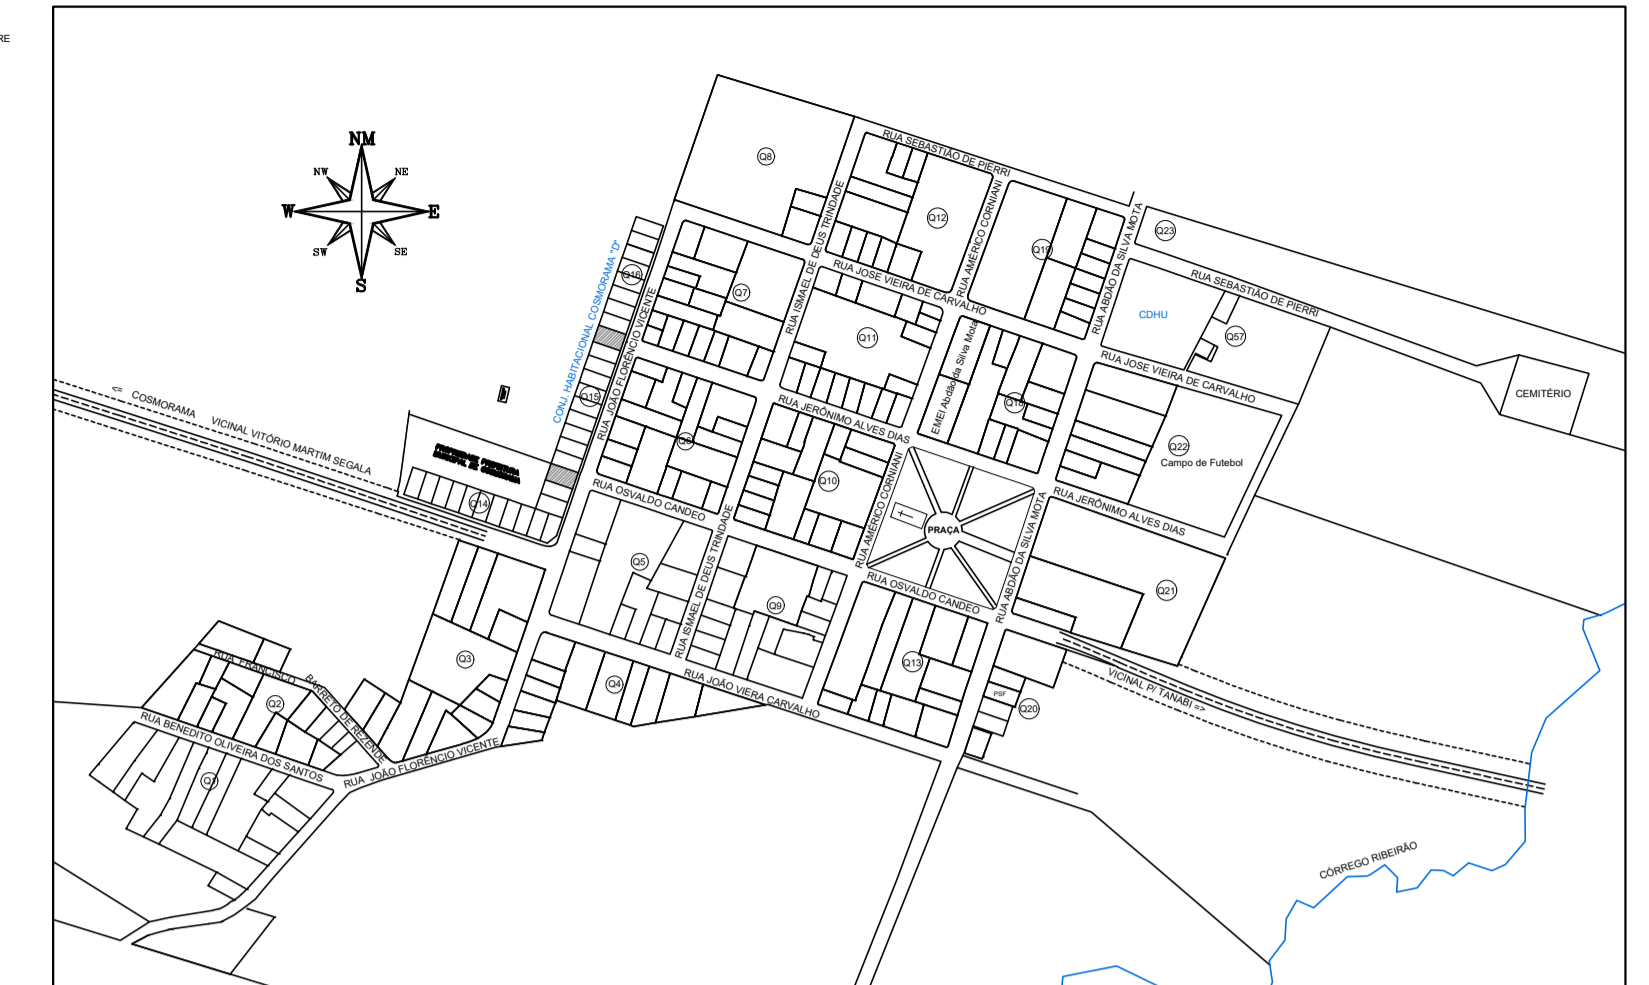 RE
NM
NW
NE
W
E
SW
SE
S
RUA SEBASTIÃO DE PIERRI
Q8
Q12
Q19
Q23
RUA ISMAEL DE DEUS TRINDADE
RUA AMÉRICO CORNIANI
RUA ABDÃO DA SILVA MOTA
RUA SEBASTIÃO DE PIERRI
Q16
Q7
RUA JOSE VIEIRA DE CARVALHO
CONJ. HABITACIONAL COSMORAMA "D"
RUA JOÃO FLORÊNCIO VICENTE
Q11
EMEI Abdão da Silva Mota
CDHU
Q57
RUA JOSE VIEIRA DE CARVALHO
CEMITÉRIO
<= COSMORAMA
VICINAL VITÓRIO MARTIM SEGALA
Q15
RUA JERÔNIMO ALVES DIAS
Q18
Q6
Q22
Campo de Futebol
PROPRIEDADE PREFEITURA
MUNICIPAL DE COSMORAMA
Q14
Q10
RUA OSVALDO CANDEO
RUA AMÉRICO CORNIANI
PRAÇA
RUA JERÔNIMO ALVES DIAS
RUA ISMAEL DE DEUS TRINDADE
RUA ABDÃO DA SILVA MOTA
Q5
RUA OSVALDO CANDEO
Q9
Q21
Q3
Q4
Q13
RUA JOÃO VIERA CARVALHO
PSF
Q20
VICINAL P/ TANABI =>
RUA FRANCISCO
BARRETO DE REZENDE
Q2
RUA BENEDITO OLIVEIRA DOS SANTOS
Q1
RUA JOÃO FLORÊNCIO VICENTE
CÓRREGO RIBEIRÃO